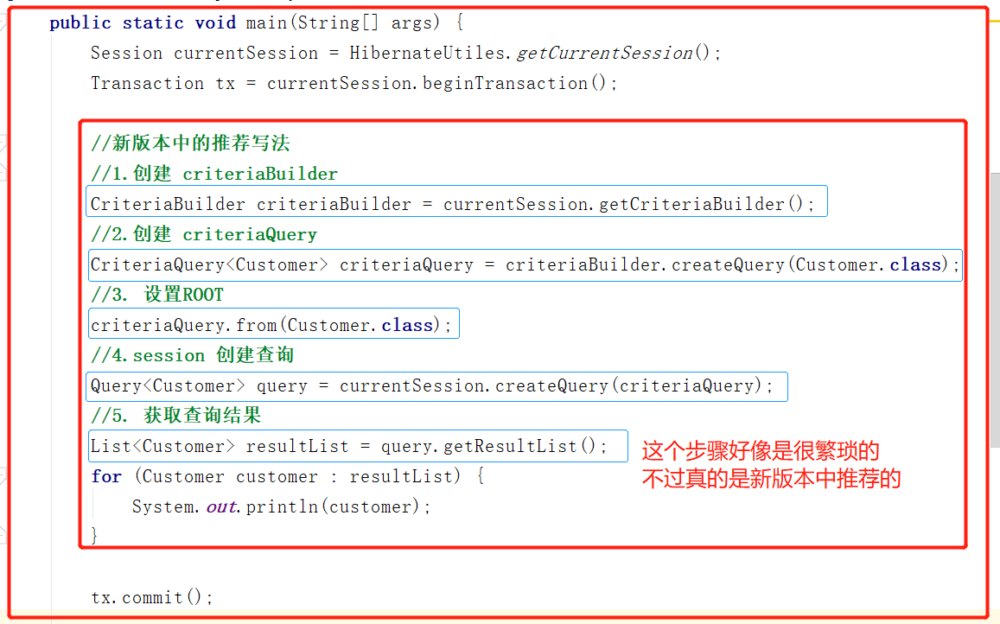 public static void main(String[] args) {
Session currentSession = HibernateUtiles.getCurrentSession();
Transaction tx = currentSession.beginTransaction();
//新版本中的推荐写法
//1.创建 criteriaBuilder
CriteriaBuilder criteriaBuilder = currentSession.getCriteriaBuilder();
//2.创建 criteriaQuery
CriteriaQuery<Customer> criteriaQuery = criteriaBuilder.createQuery(Customer.class);
//3. 设置ROOT
criteriaQuery.from(Customer.class);
//4.session 创建查询
Query<Customer> query = currentSession.createQuery(criteriaQuery);
//5. 获取查询结果
List<Customer> resultList = query.getResultList();
for (Customer customer : resultList) {
System.out.println(customer);
}
这个步骤好像是很繁琐的
不过真的是新版本中推荐的
tx.commit();